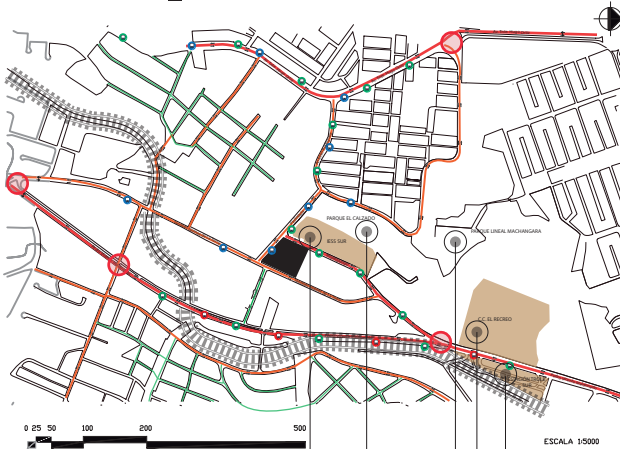 PARQUE EL CALZADO
PARQUE LINEAL MACHANGARA
IESS SUR
C.C. EL RECREO
0 25 50 100 200 500
ESCALA 1:5000